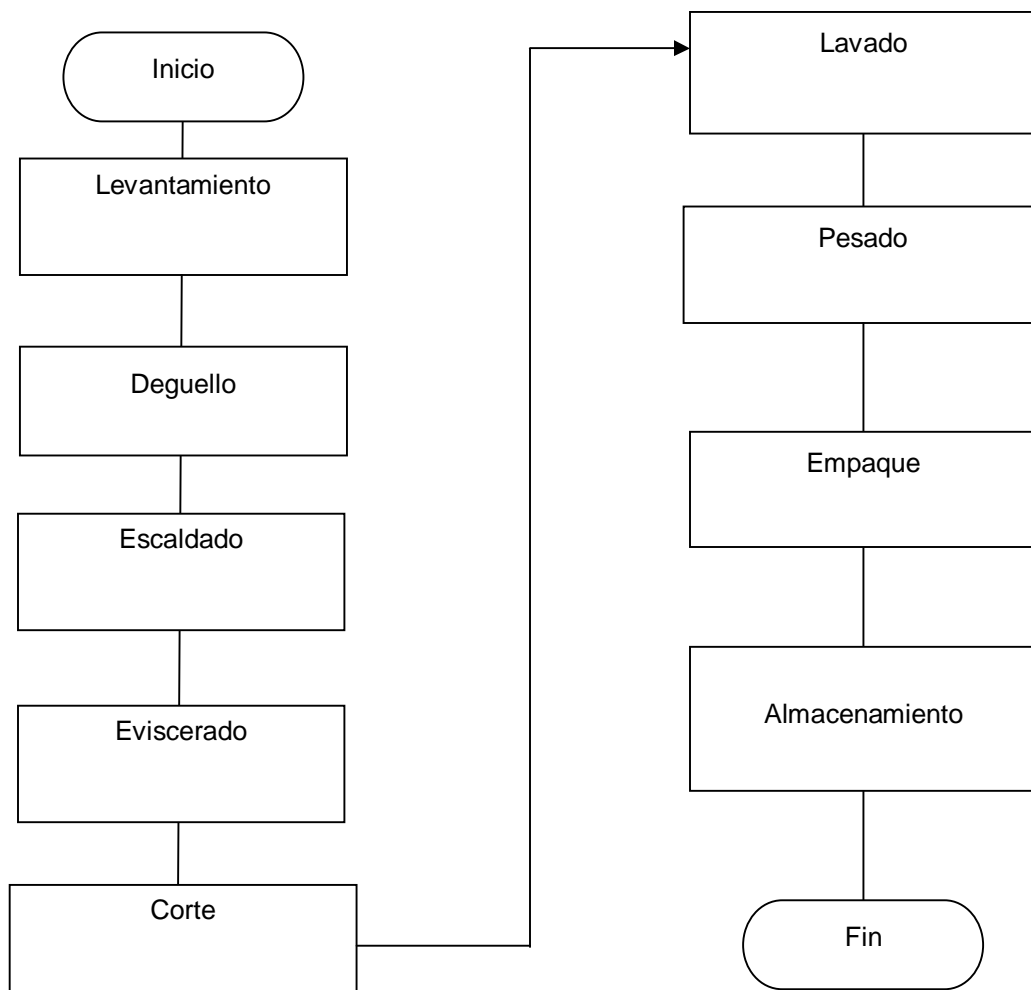 Inicio
Levantamiento
Deguello
Escaldado
Eviscerado
Corte
Lavado
Pesado
Empaque
Almacenamiento
Fin